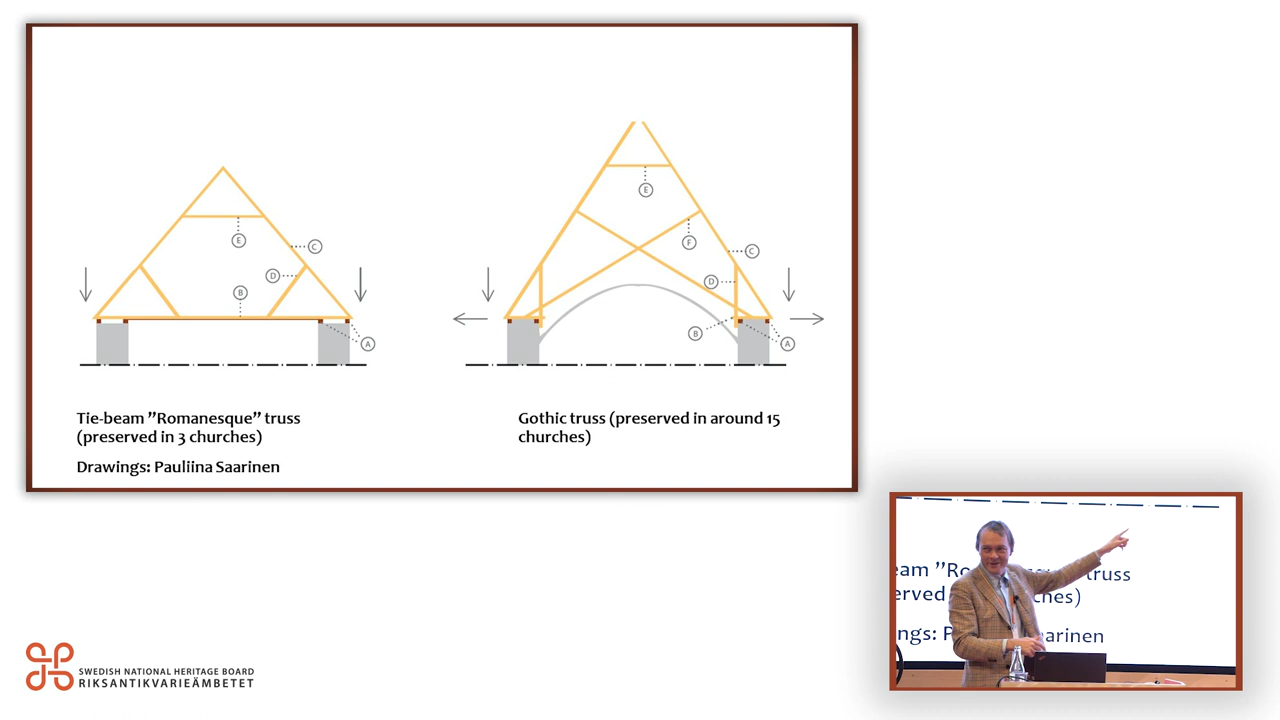 E
C
D
B
A
E
F
C
D
B
A
Tie-beam ”Romanesque” truss
(preserved in 3 churches)
Drawings: Pauliina Saarinen
Gothic truss (preserved in around 15
churches)
eam ”Ro truss
erved ches)
ngs: P aarinen
SWEDISH NATIONAL HERITAGE BOARD
RIKSANTIKVARIEÄMBETET